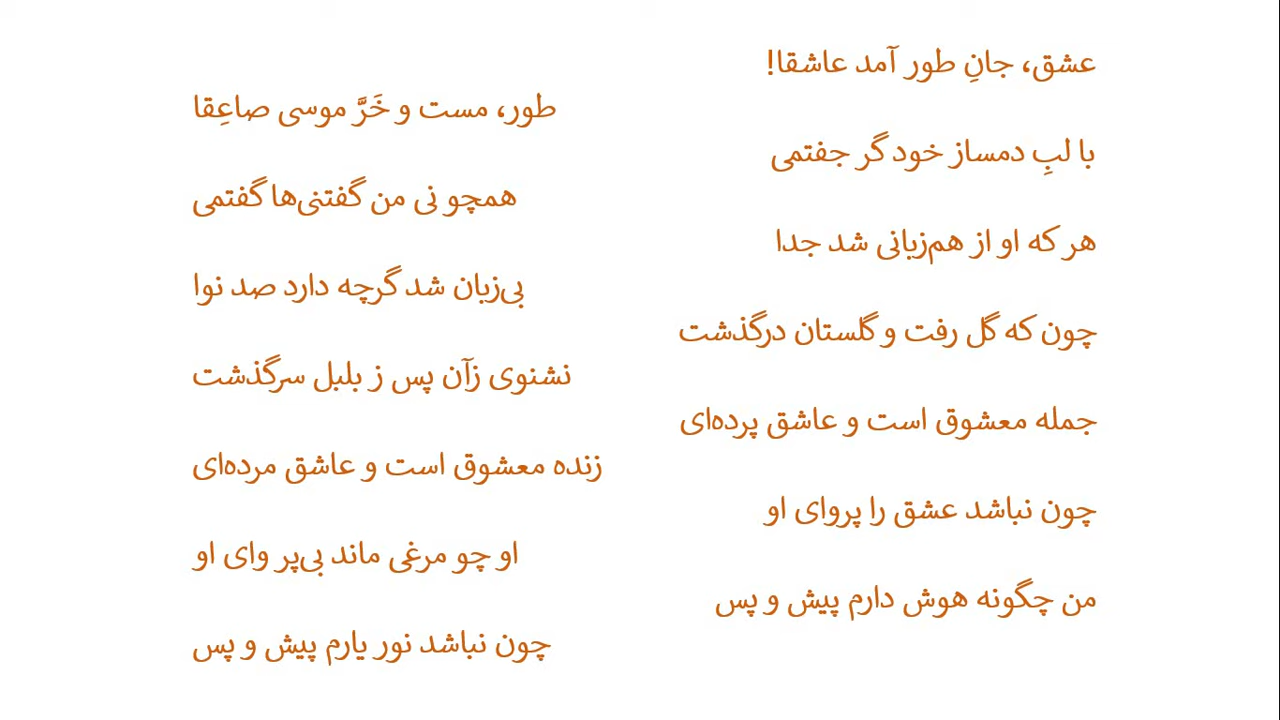 عشق، جانِ طور آمد عاشقا!
طور، مست و خَرَّ موسی صاعِقا
با لبِ دمساز خود گر جفتمی
همچو نی من گفتنی‌ها گفتمی
هر که او از هم‌زبانی شد جدا
بی‌زبان شد گرچه دارد صد نوا
چون که گل رفت و گلستان درگذشت
نشنوی زآن پس ز بلبل سرگذشت
جمله معشوق است و عاشق پرده‌ای
زنده معشوق است و عاشق مرده‌ای
چون نباشد عشق را پروای او
او چو مرغی ماند بی‌پر وای او
من چگونه هوش دارم پیش و پس
چون نباشد نور یارم پیش و پس